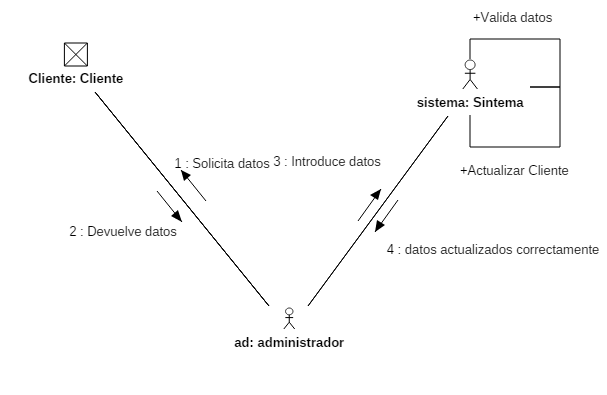 +Valida datos
Cliente: Cliente
sistema: Sintema
1 : Solicita datos
3 : Introduce datos
+Actualizar Cliente
2 : Devuelve datos
4 : datos actualizados correctamente
ad: administrador